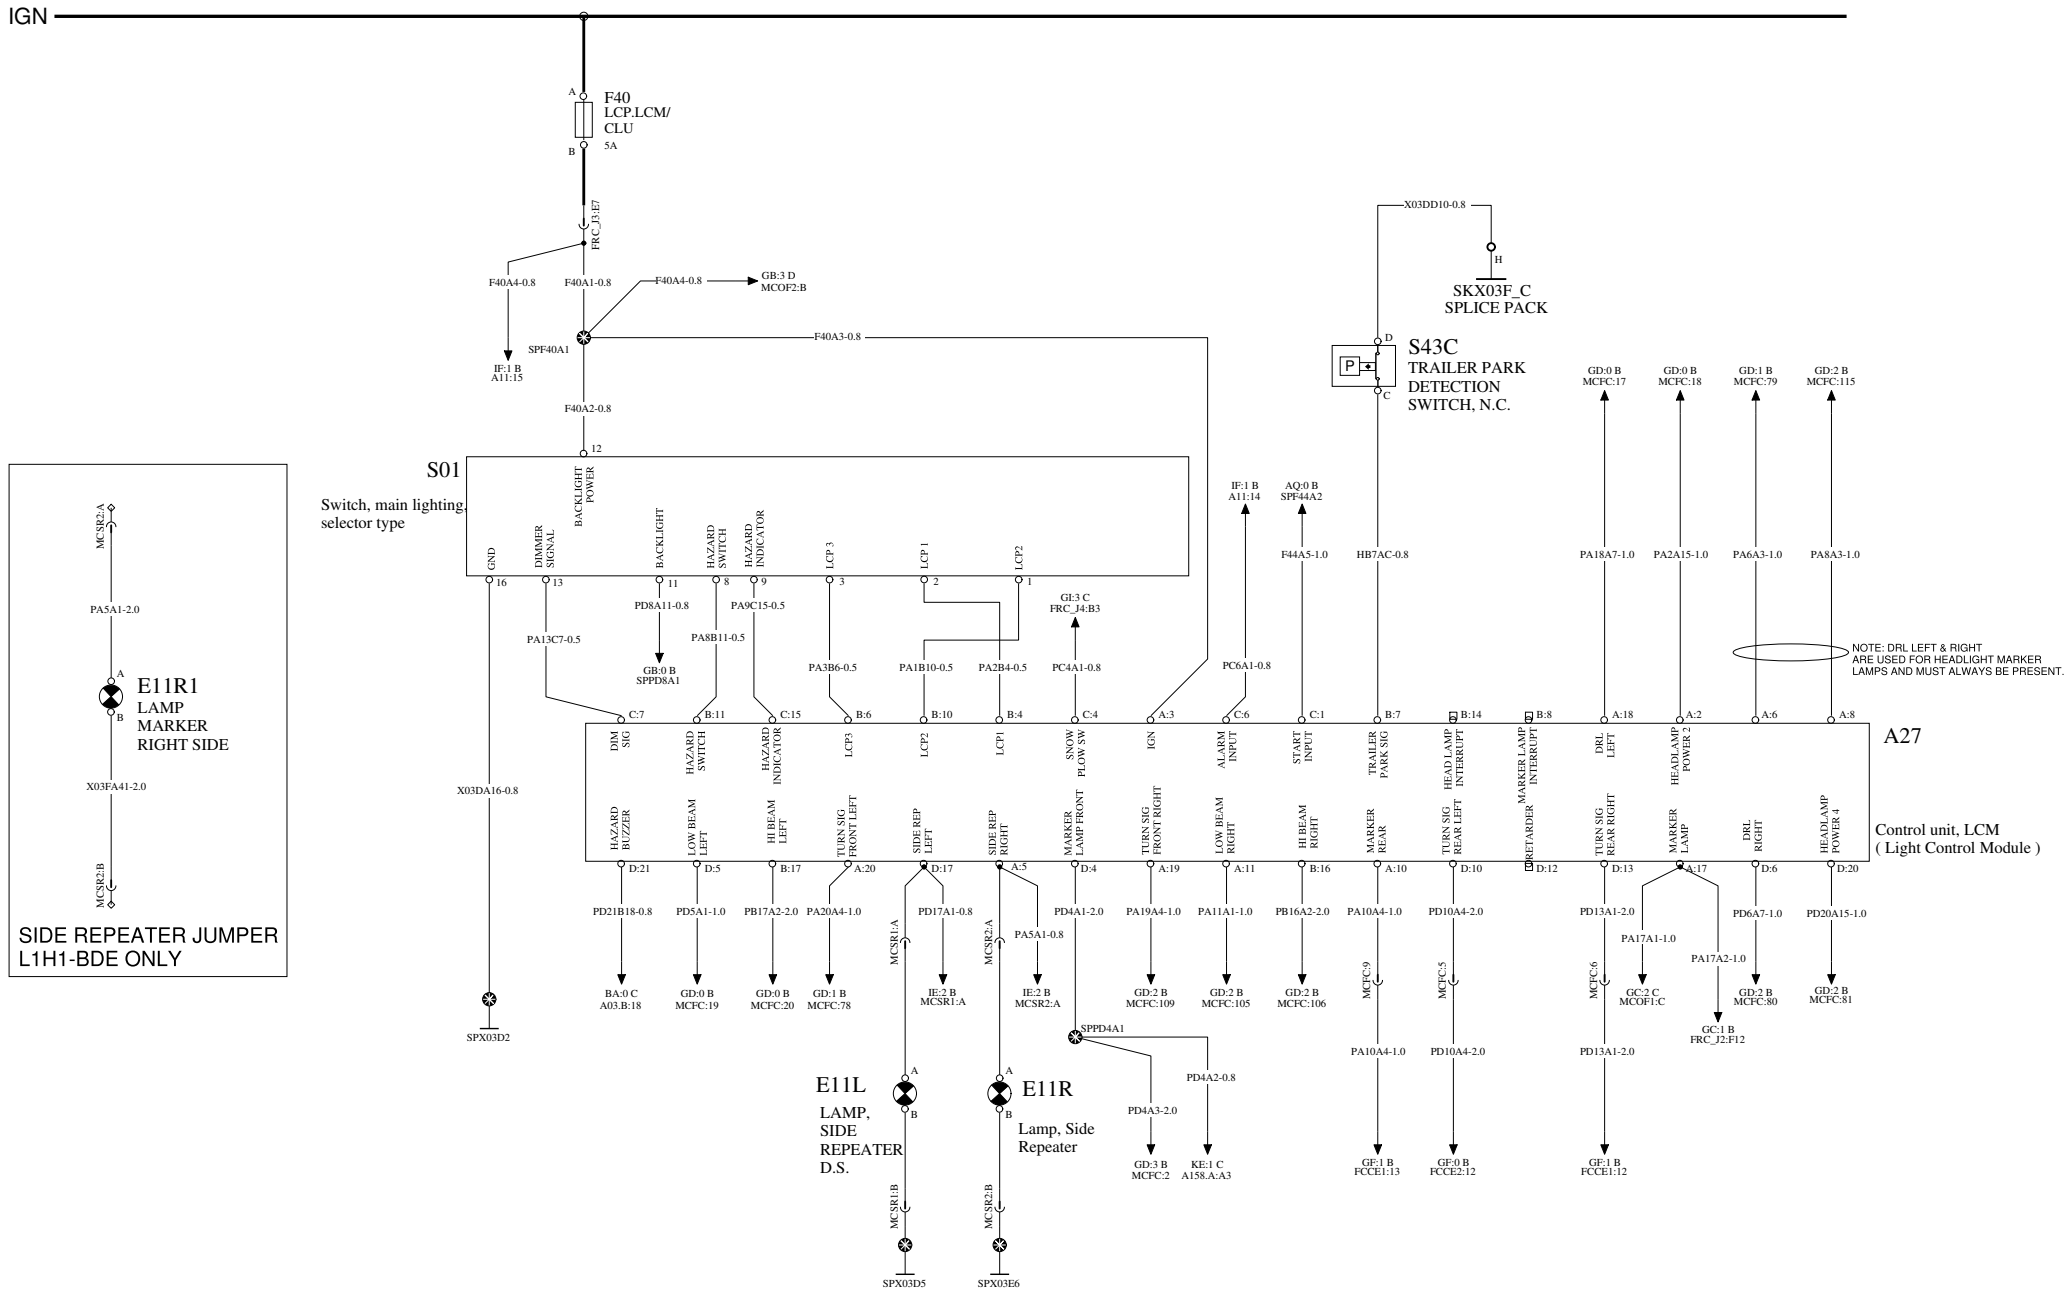 IGN
A
F40
LCP.LCM/
CLU
B
5A
FRC_J3:E7
F40A4-0.8
F40A1-0.8
F40A4-0.8
GB:3 D
MCOF2:B
SPF40A1
IF:1 B
A11:15
F40A3-0.8
F40A2-0.8
X03DD10-0.8
H
SKX03F_C
SPLICE PACK
D
P
S43C
TRAILER PARK
DETECTION
SWITCH, N.C.
C
GD:0 B
MCFC:17
GD:0 B
MCFC:18
GD:1 B
MCFC:79
GD:2 B
MCFC:115
12
S01
Switch, main lighting,
selector type
BACKLIGHT
POWER
GND
DIMMER
SIGNAL
BACKLIGHT
HAZARD
SWITCH
HAZARD
INDICATOR
LCP 3
LCP 1
LCP2
16
13
11
8
9
3
2
1
IF:1 B
A11:14
AQ:0 B
SPF44A2
F44A5-1.0
HB7AC-0.8
PA18A7-1.0
PA2A15-1.0
PA6A3-1.0
PA8A3-1.0
PD8A11-0.8
PA9C15-0.5
GI:3 C
FRC_J4:B3
PA13C7-0.5
PA8B11-0.5
GB:0 B
SPPD8A1
PA3B6-0.5
PA1B10-0.5
PA2B4-0.5
PC4A1-0.8
PC6A1-0.8
NOTE: DRL LEFT & RIGHT
ARE USED FOR HEADLIGHT MARKER
LAMPS AND MUST ALWAYS BE PRESENT.
MCSR2:A
PA5A1-2.0
A
E11R1
LAMP
MARKER
RIGHT SIDE
B
X03FA41-2.0
MCSR2:B
SIDE REPEATER JUMPER
L1H1-BDE ONLY
X03DA16-0.8
SPX03D2
C:7
B:11
C:15
B:6
B:10
B:4
C:4
A:3
C:6
C:1
B:7
B:14
B:8
A:18
A:2
A:6
A:8
DIM
SIG
HAZARD
SWITCH
HAZARD
INDICATOR
LCP3
LCP2
LCP1
SNOW
PLOW SW
IGN
ALARM
INPUT
START
INPUT
TRAILER
PARK SIG
HEAD LAMP
INTERRUPT
MARKER LAMP
INTERRUPT
DRL
LEFT
HEADLAMP
POWER 2
A27
Control unit, LCM
( Light Control Module )
HAZARD
BUZZER
LOW BEAM
LEFT
HI BEAM
LEFT
TURN SIG
FRONT LEFT
SIDE REP
LEFT
SIDE REP
RIGHT
MARKER
LAMP FRONT
TURN SIG
FRONT RIGHT
LOW BEAM
RIGHT
HI BEAM
RIGHT
MARKER
REAR
TURN SIG
REAR LEFT
RETARDER
TURN SIG
REAR RIGHT
MARKER
LAMP
DRL
RIGHT
HEADLAMP
POWER 4
D:21
D:5
B:17
A:20
D:17
A:5
D:4
A:19
A:11
B:16
A:10
D:10
D:12
D:13
A:17
D:6
D:20
PD21B18-0.8
PD5A1-1.0
PB17A2-2.0
PA20A4-1.0
PD17A1-0.8
PD4A1-2.0
PA19A4-1.0
PA11A1-1.0
PB16A2-2.0
PA10A4-1.0
PD10A4-2.0
PD13A1-2.0
PD6A7-1.0
PD20A15-1.0
MCSR1:A
MCSR2:A
PA5A1-0.8
PA17A1-1.0
PA17A2-1.0
MCFC:9
MCFC:5
MCFC:6
BA:0 C
A03.B:18
GD:0 B
MCFC:19
GD:0 B
MCFC:20
GD:1 B
MCFC:78
IE:2 B
MCSR1:A
IE:2 B
MCSR2:A
GD:2 B
MCFC:109
GD:2 B
MCFC:105
GD:2 B
MCFC:106
GC:2 C
MCOF1:C
GD:2 B
MCFC:80
GD:2 B
MCFC:81
GC:1 B
FRC_J2:F12
SPPD4A1
PA10A4-1.0
PD10A4-2.0
PD13A1-2.0
PD4A2-0.8
PD4A3-2.0
A
E11L
LAMP,
SIDE
REPEATER
D.S.
B
A
E11R
B
Lamp, Side
Repeater
GD:3 B
MCFC:2
KE:1 C
A158.A:A3
GF:1 B
FCCE1:13
GF:0 B
FCCE2:12
GF:1 B
FCCE1:12
MCSR1:B
MCSR2:B
SPX03D5
SPX03E6